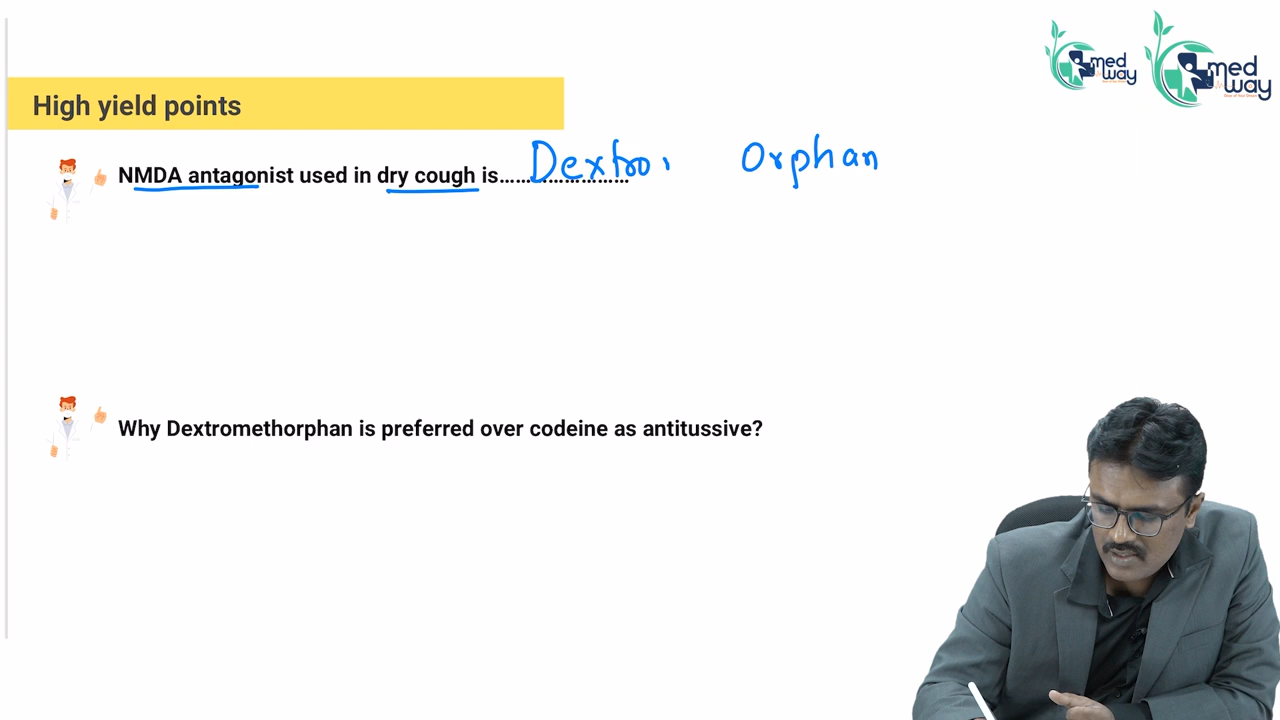 med
way
med
way
High yield points
NMDA antagonist used in dry cough is........................ Dextro, Orphan
Why Dextromethorphan is preferred over codeine as antitussive?